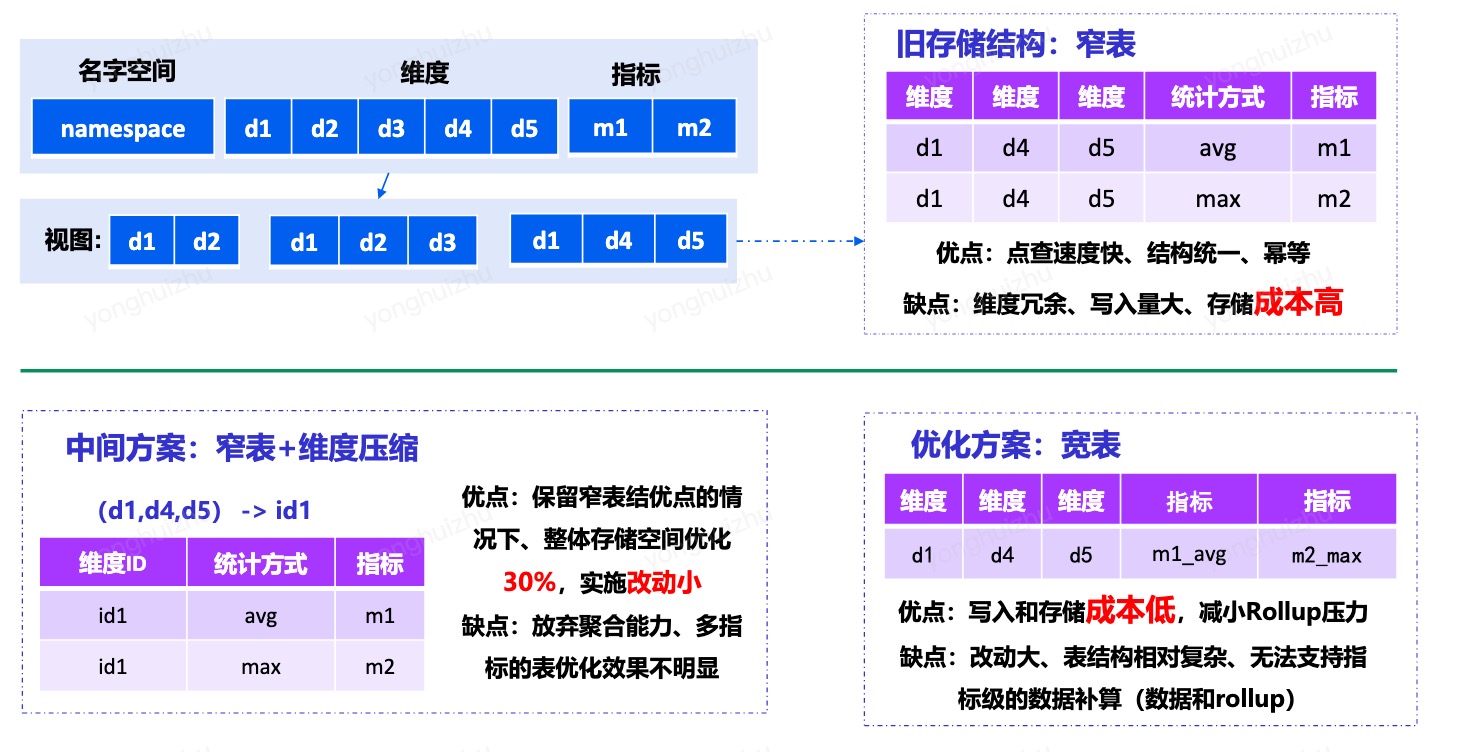 名字空间 维度 指标
namespace d1 d2 d3 d4 d5 m1 m2
视图: d1 d2 d1 d2 d3 d1 d4 d5
旧存储结构：窄表
维度 维度 维度 统计方式 指标
d1 d4 d5 avg m1
d1 d4 d5 max m2
优点：点查速度快、结构统一、幂等
缺点：维度冗余、写入量大、存储成本高
中间方案：窄表+维度压缩
（d1,d4,d5） -> id1
维度ID 统计方式 指标
id1 avg m1
id1 max m2
优点：保留窄表结优点的情
况下、整体存储空间优化
30%，实施改动小
缺点：放弃聚合能力、多指
标的表优化效果不明显
优化方案：宽表
维度 维度 维度 指标 指标
d1 d4 d5 m1_avg m2_max
优点：写入和存储成本低，减小Rollup压力
缺点：改动大、表结构相对复杂、无法支持指
标级的数据补算（数据和rollup）
yonghuizhu